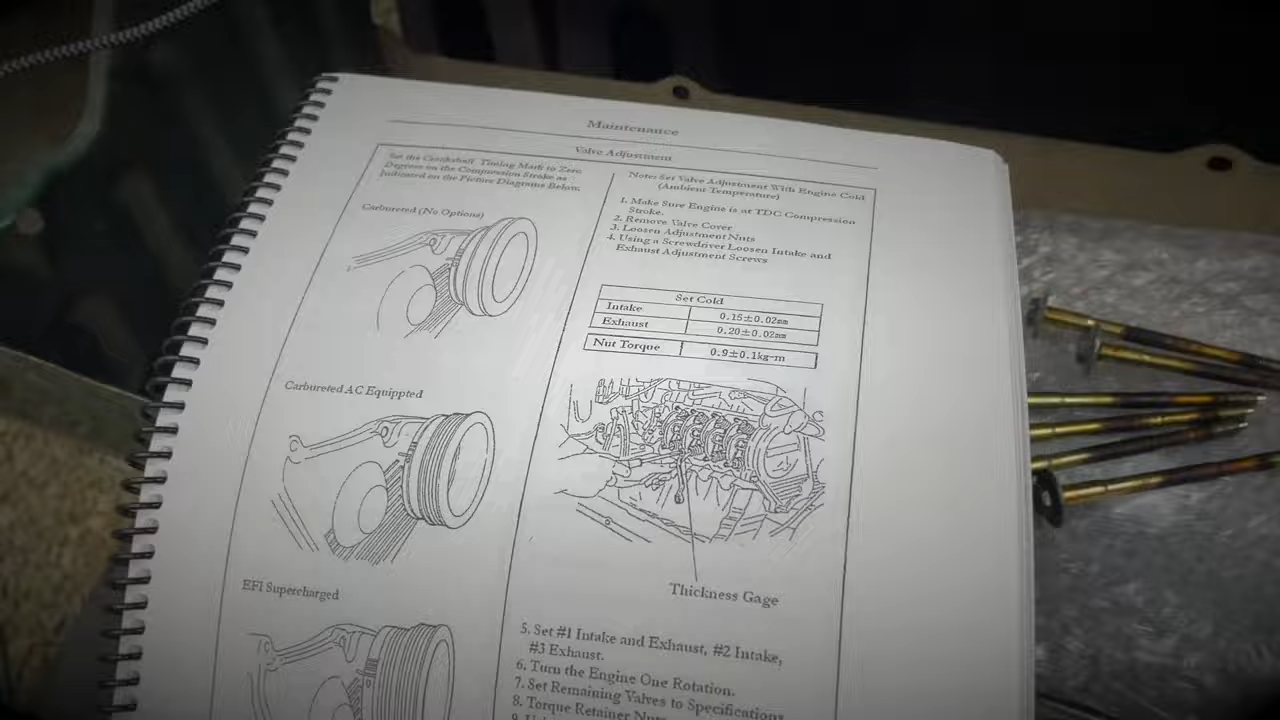 Maintenance
Valve Adjustment
Set the Crankshaft Timing Mark to Zero
Degrees on the Compression Stroke as
Indicated on the Picture Diagrams Below.
Carbureted (No Options)
Carbureted AC Equippted
EFI Supercharged
Note: Set Valve Adjustment With Engine Cold
(Ambient Temperature)
1. Make Sure Engine is at TDC Compression
Stroke.
2. Remove Valve Cover
3. Loosen Adjustment Nuts
4. Using a Screwdriver Loosen Intake and
Exhaust Adjustment Screws
Set Cold
Intake 0.15±0.02mm
Exhaust 0.20±0.02mm
Nut Torque 0.9±0.1kg-m
Thickness Gage
5. Set #1 Intake and Exhaust, #2 Intake,
#3 Exhaust.
6. Turn the Engine One Rotation.
7. Set Remaining Valves to Specifications
8. Torque Retainer Nuts
9.